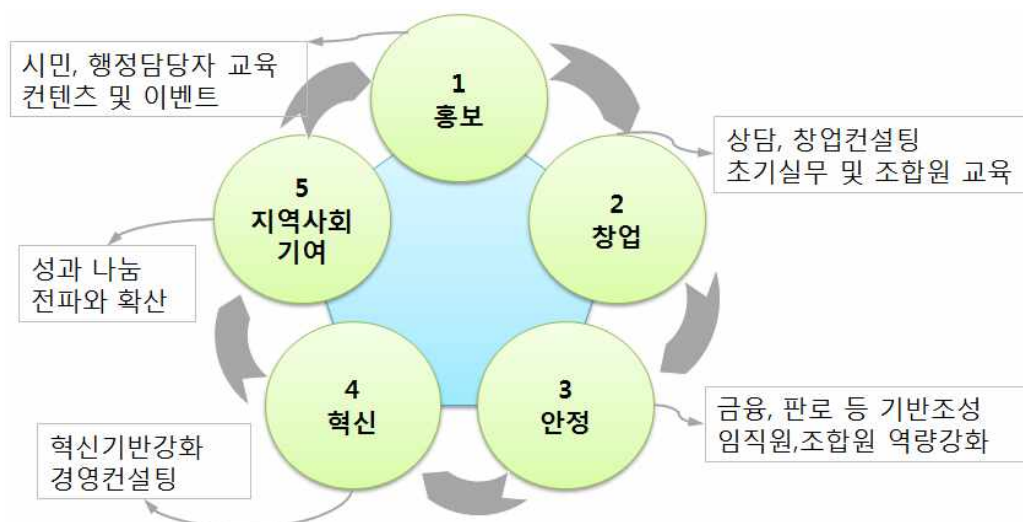 시민, 행정담당자 교육
컨텐츠 및 이벤트
1
홍보
상담, 창업컨설팅
초기실무 및 조합원 교육
2
창업
5
지역사회
기여
성과 나눔
전파와 확산
3
안정
금융, 판로 등 기반조성
임직원,조합원 역량강화
4
혁신
혁신기반강화
경영컨설팅